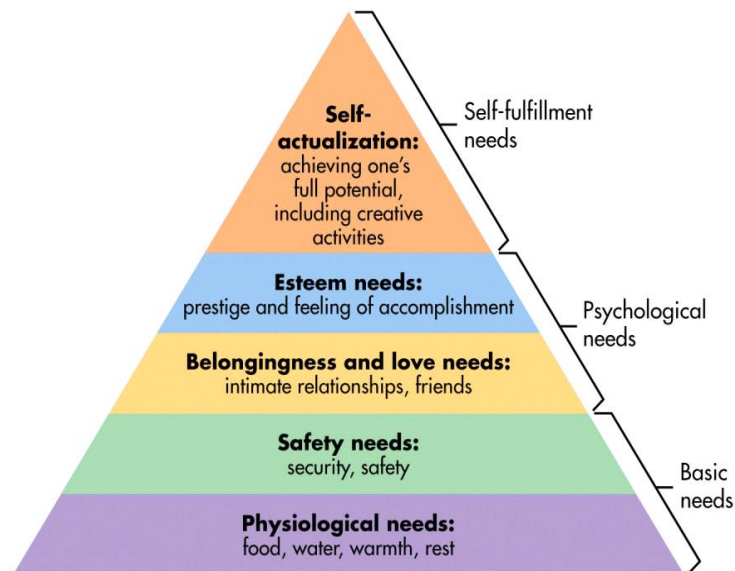 Self-
actualization:
achieving one's
full potential,
including creative
activities
Self-fulfillment
needs
Esteem needs:
prestige and feeling of accomplishment
Belongingness and love needs:
intimate relationships, friends
Psychological
needs
Safety needs:
security, safety
Physiological needs:
food, water, warmth, rest
Basic
needs